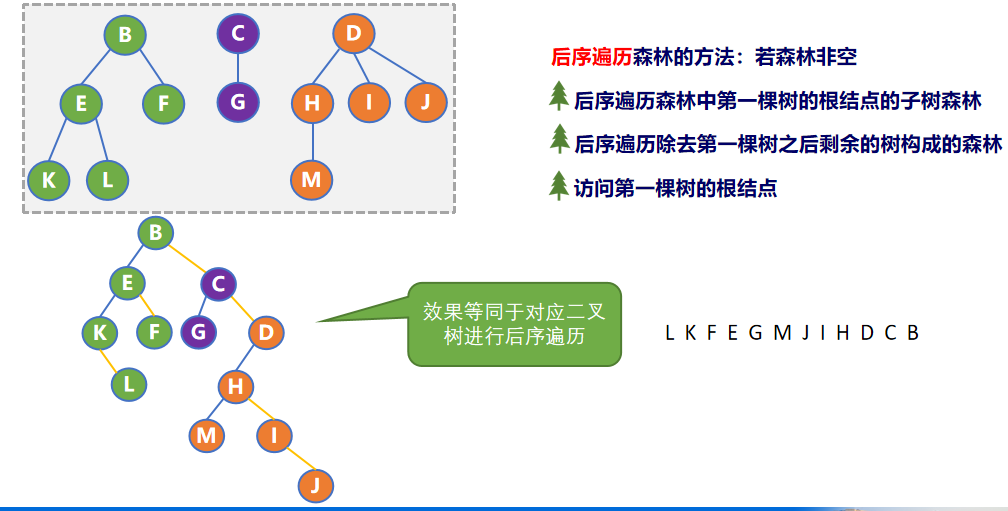 B C D
E F G H I J
K L M
后序遍历森林的方法：若森林非空
后序遍历森林中第一棵树的根结点的子树森林
后序遍历除去第一棵树之后剩余的树构成的森林
访问第一棵树的根结点
B
E C
K F G D
L H
M I
J
效果等同于对应二叉
树进行后序遍历
L K F E G M J I H D C B